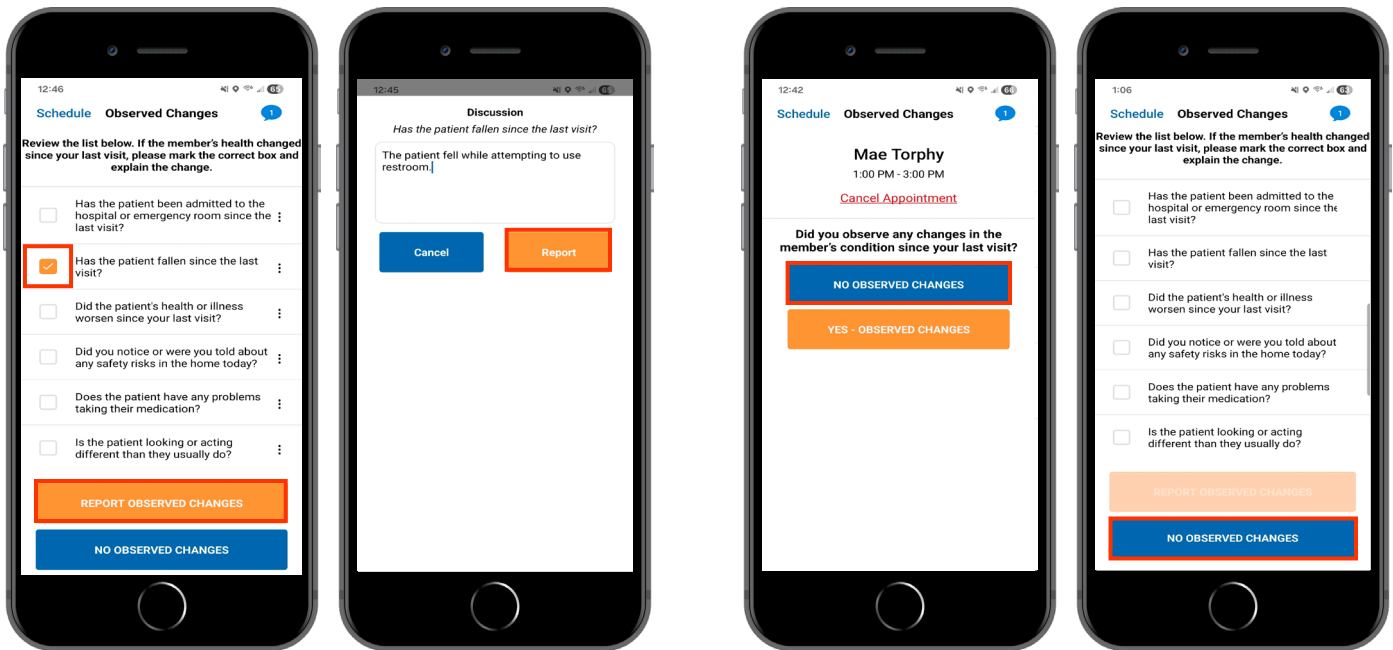 12:46
65
Schedule Observed Changes 1
Review the list below. If the member's health changed
since your last visit, please mark the correct box and
explain the change.
Has the patient been admitted to the
hospital or emergency room since the
last visit?
Has the patient fallen since the last
visit?
Did the patient's health or illness
worsen since your last visit?
Did you notice or were you told about
any safety risks in the home today?
Does the patient have any problems
taking their medication?
Is the patient looking or acting
different than they usually do?
REPORT OBSERVED CHANGES
NO OBSERVED CHANGES
12:45
Discussion
Has the patient fallen since the last visit?
The patient fell while attempting to use
restroom.
Cancel Report
12:42
66
Schedule Observed Changes 1
Mae Torphy
1:00 PM - 3:00 PM
Cancel Appointment
Did you observe any changes in the
member's condition since your last visit?
NO OBSERVED CHANGES
YES - OBSERVED CHANGES
1:06
Schedule Observed Changes 1
Review the list below. If the member's health changed
since your last visit, please mark the correct box and
explain the change.
Has the patient been admitted to the
hospital or emergency room since the
last visit?
Has the patient fallen since the last
visit?
Did the patient's health or illness
worsen since your last visit?
Did you notice or were you told about
any safety risks in the home today?
Does the patient have any problems
taking their medication?
Is the patient looking or acting
different than they usually do?
REPORT OBSERVED CHANGES
NO OBSERVED CHANGES